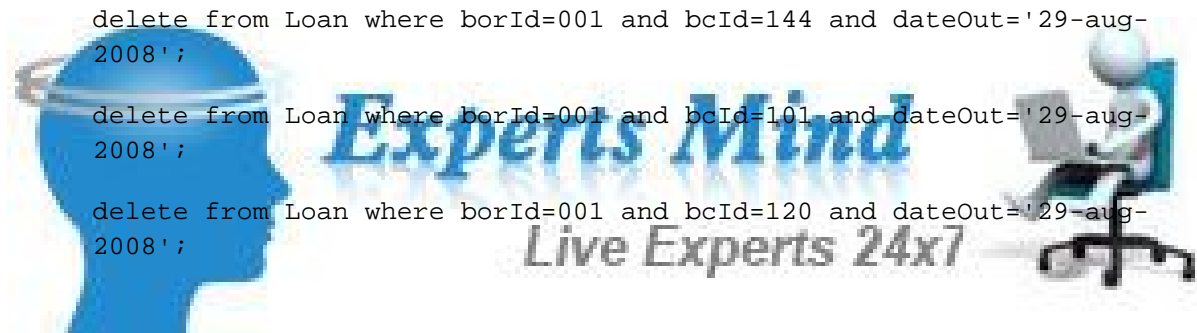 delete from Loan where borId=001 and bcId=144 and dateOut='29-aug-
2008';
delete from Loan where borId=001 and bcId=101 and dateOut='29-aug-
2008';
Experts Mind
delete from Loan where borId=001 and bcId=120 and dateOut='29-aug-
2008';
Live Experts 24x7